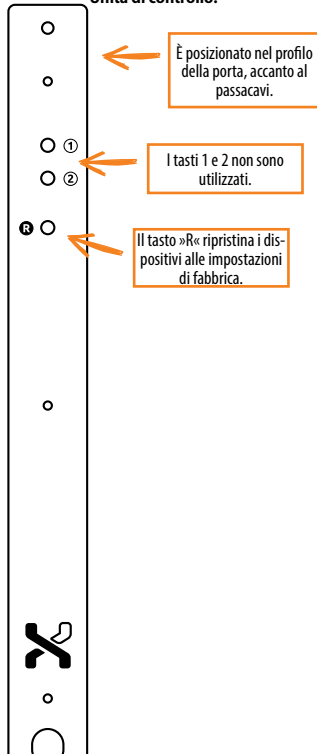 Unità di controllo:
È posizionato nel profilo
della porta, accanto al
passacavi.
①
I tasti 1 e 2 non sono
utilizzati.
②
R
Il tasto »R« ripristina i dis-
positivi alle impostazioni
di fabbrica.